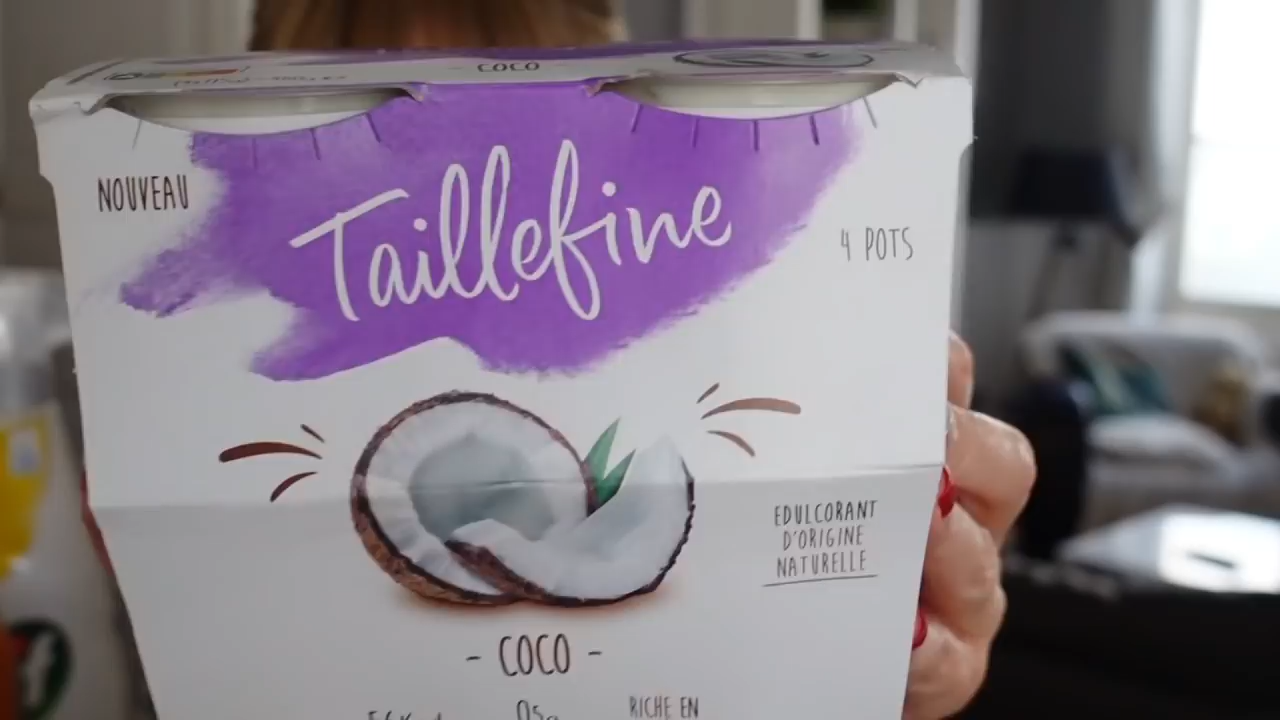 COCO
NOUVEAU
Taillefine
4 POTS
EDULCORANT
D'ORIGINE
NATURELLE
- COCO -
RICHE EN